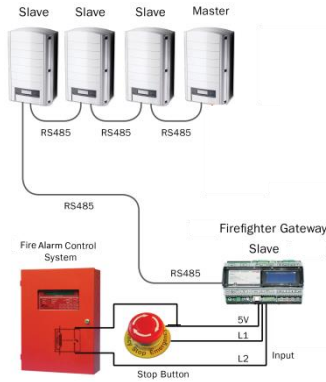 Slave Slave Slave Master
RS485 RS485 RS485
RS485
Firefighter Gateway
Slave
Fire Alarm Control
System
RS485
5V
L1
L2 Input
Stop Button